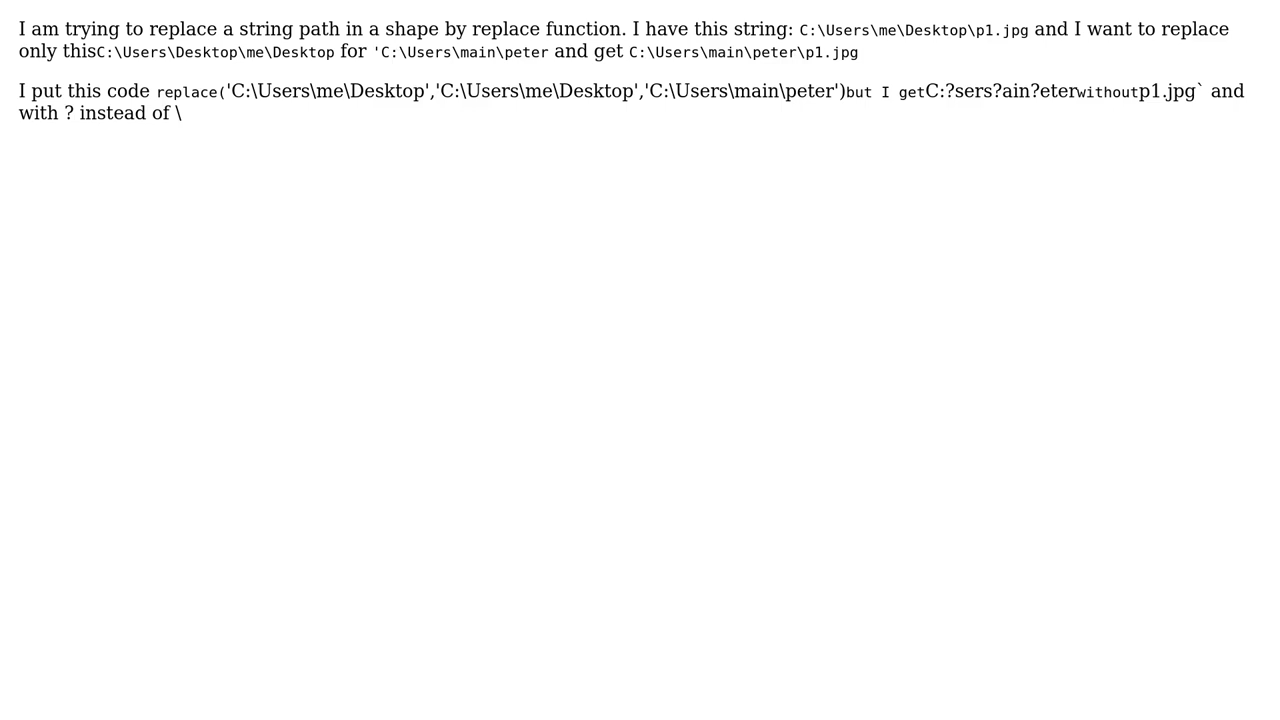 I am trying to replace a string path in a shape by replace function. I have this string: C:\Users\me\Desktop\p1.jpg and I want to replace
only thisC:\Users\Desktop\me\Desktop for 'C:\Users\main\peter and get C:\Users\main\peter\p1.jpg
I put this code replace('C:\Users\me\Desktop','C:\Users\me\Desktop','C:\Users\main\peter')but I getC:?sers?ain?eterwithoutp1.jpg` and
with ? instead of \